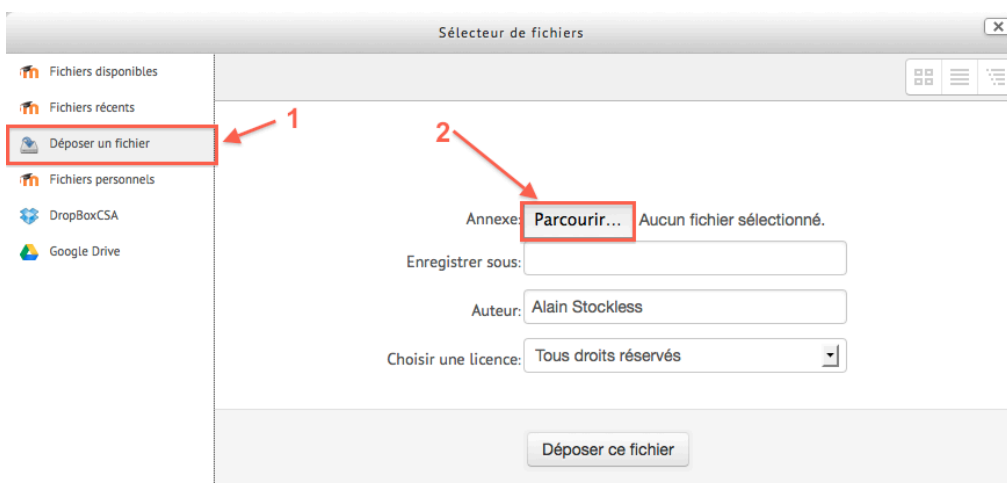 Sélecteur de fichiers
Fichiers disponibles
Fichiers récents
Déposer un fichier
1
Fichiers personnels
DropBoxCSA
Google Drive
2
Annexe: Parcourir... Aucun fichier sélectionné.
Enregistrer sous:
Auteur: Alain Stockless
Choisir une licence: Tous droits réservés
Déposer ce fichier